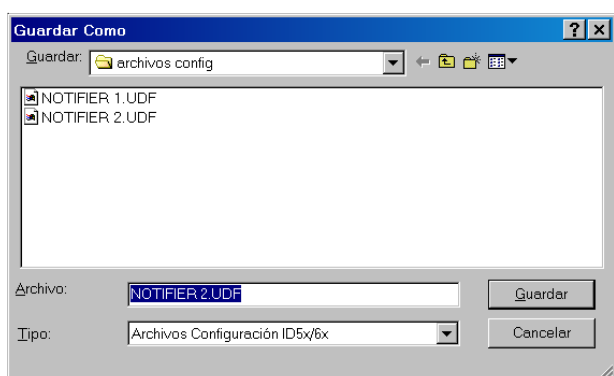 Guardar Como
Guardar: archivos config
NOTIFIER 1.UDF
NOTIFIER 2.UDF
Archivo: NOTIFIER 2.UDF Guardar
Tipo: Archivos Configuración ID5x/6x Cancelar